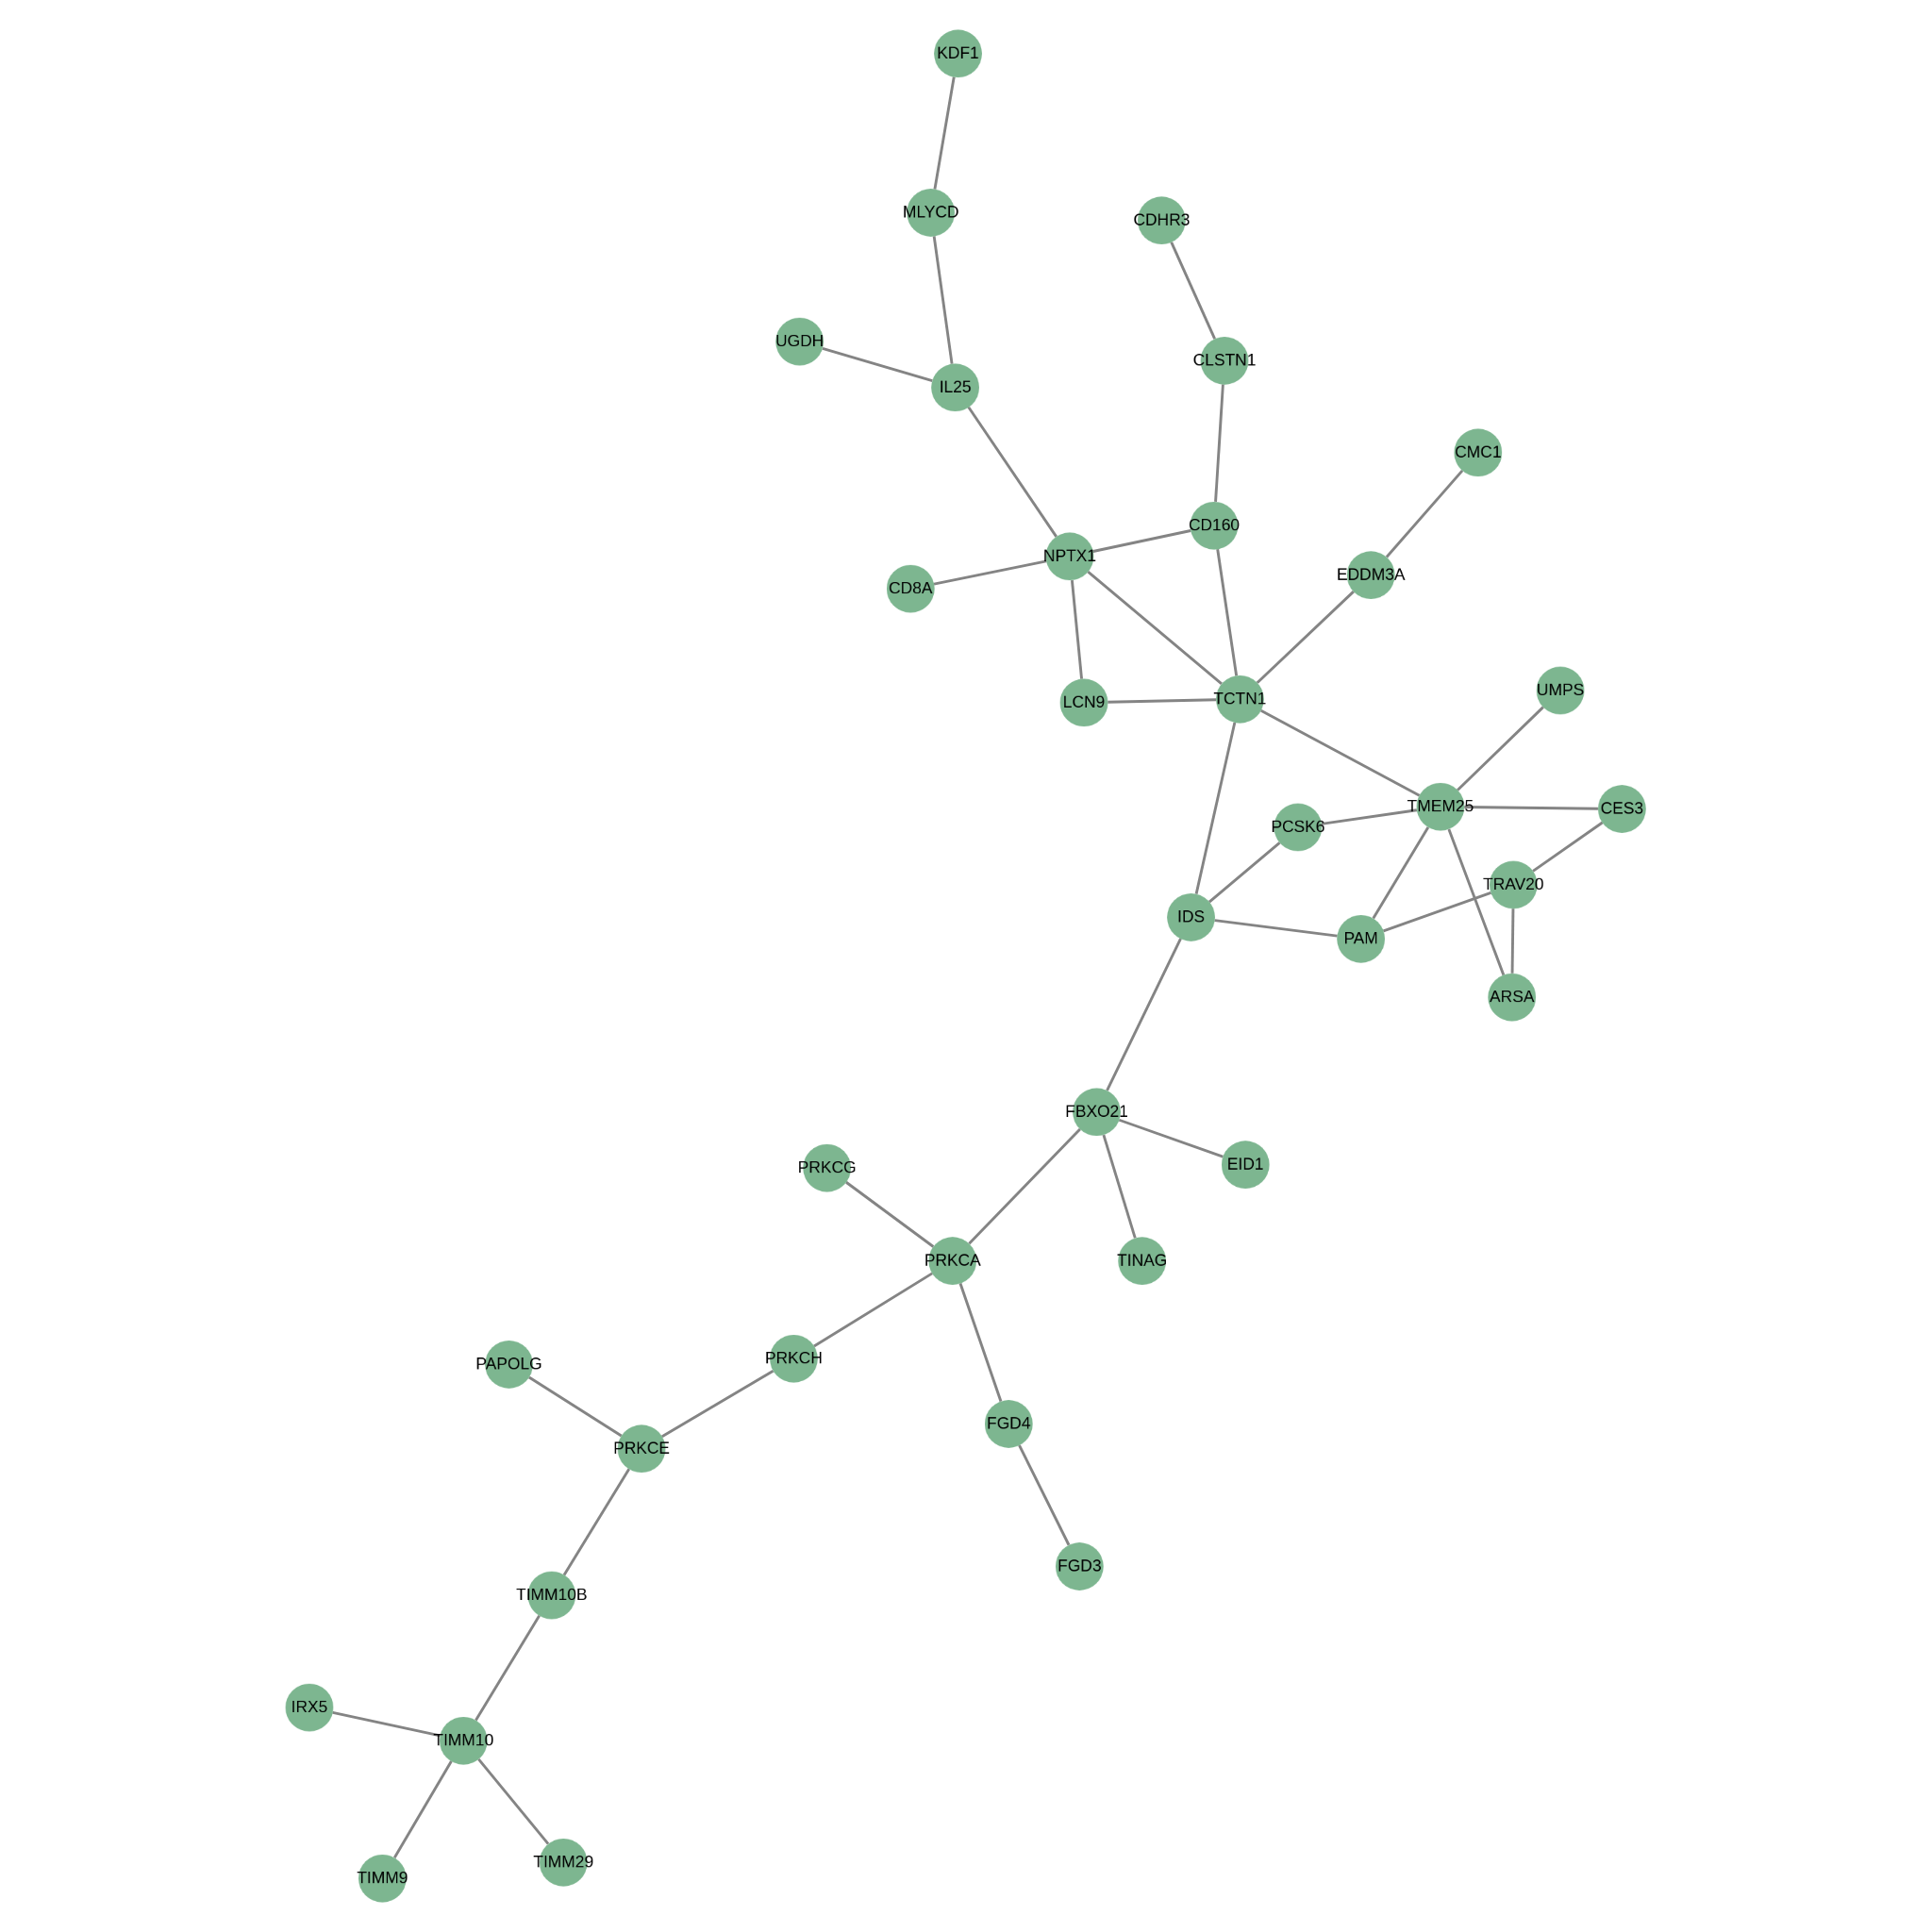 KDF1
MLYCD
CDHR3
UGDH
CLSTN1
IL25
CMC1
CD160
NPTX1
EDDM3A
CD8A
UMPS
TCTN1
LCN9
TMEM25
CES3
PCSK6
TRAV20
IDS
PAM
ARSA
FBXO21
EID1
PRKCG
PRKCA
TINAG
PRKCH
PAPOLG
FGD4
PRKCE
FGD3
TIMM10B
IRX5
TIMM10
TIMM29
TIMM9